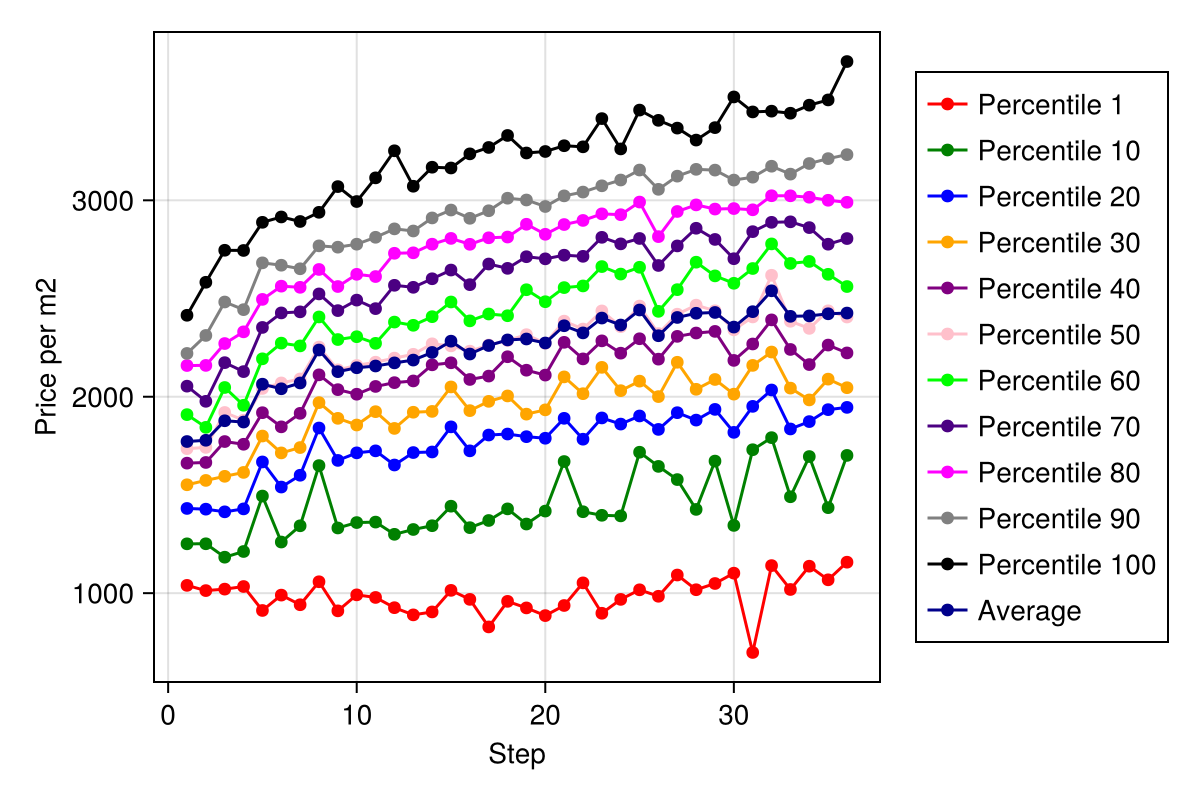 Price per m2
3000
2000
1000
0 10 20 30
Step
Percentile 1
Percentile 10
Percentile 20
Percentile 30
Percentile 40
Percentile 50
Percentile 60
Percentile 70
Percentile 80
Percentile 90
Percentile 100
Average